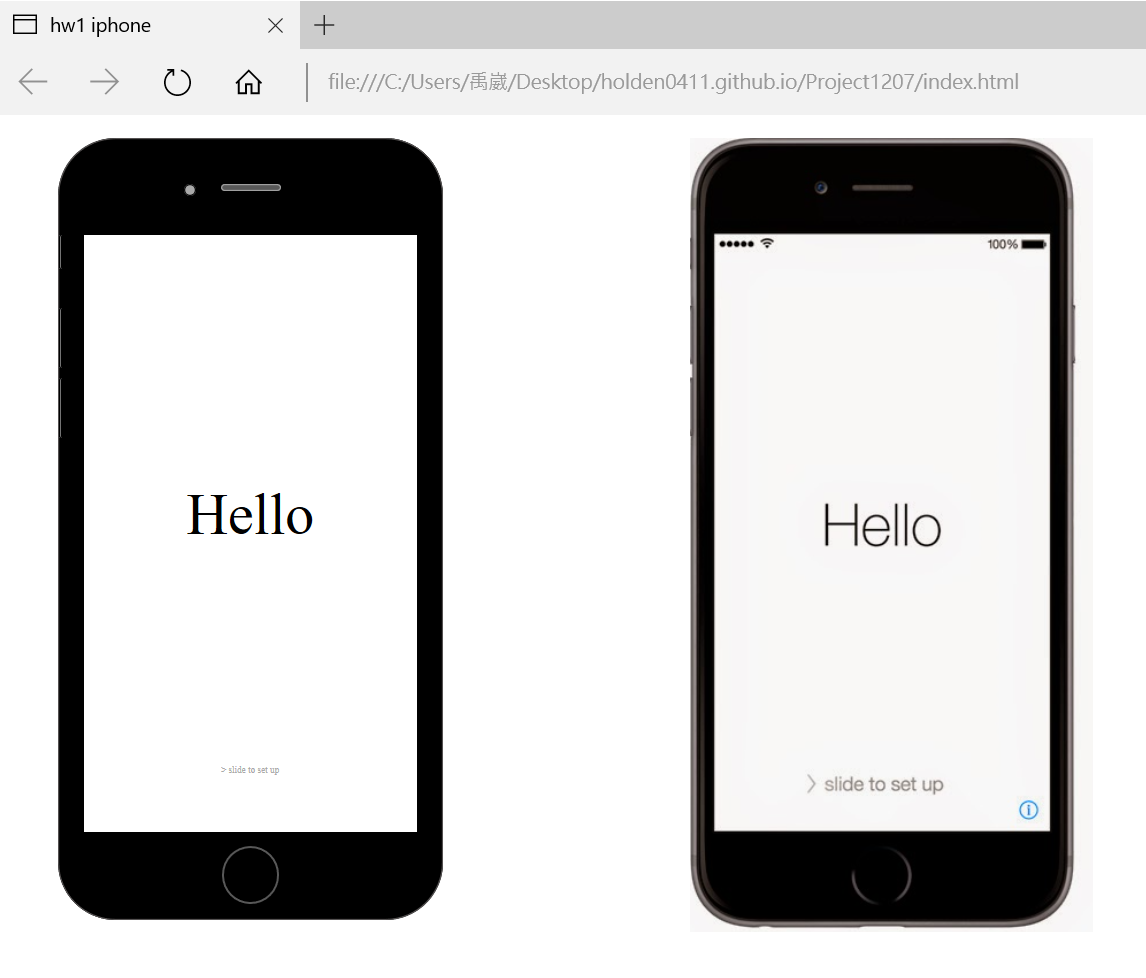 hw1 iphone
file:///C:/Users/禹崴/Desktop/holden0411.github.io/Project1207/index.html
Hello
> slide to set up
100%
Hello
> slide to set up